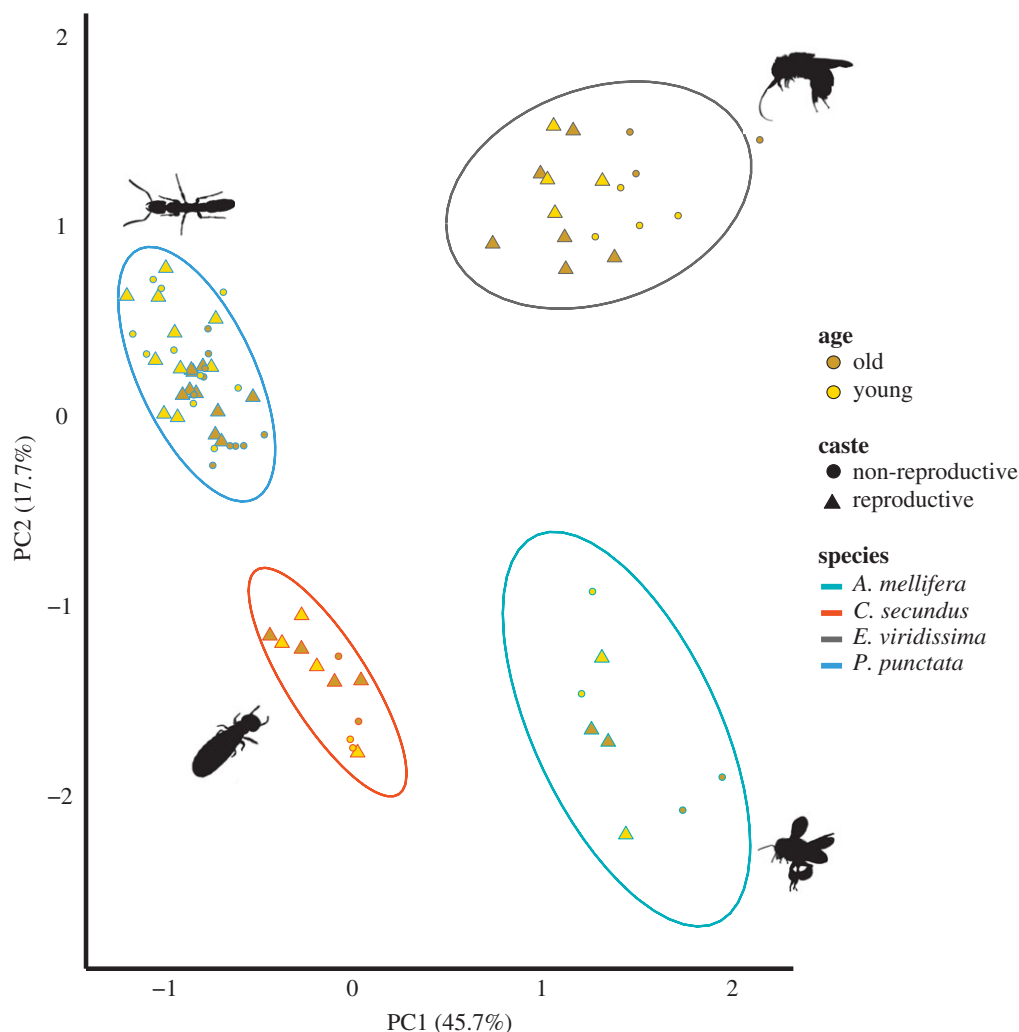 2
1
0
−1
−2
PC2 (17.7%)
−1
0
1
2
PC1 (45.7%)
age
old
young
caste
non-reproductive
reproductive
species
A. mellifera
C. secundus
E. viridissima
P. punctata